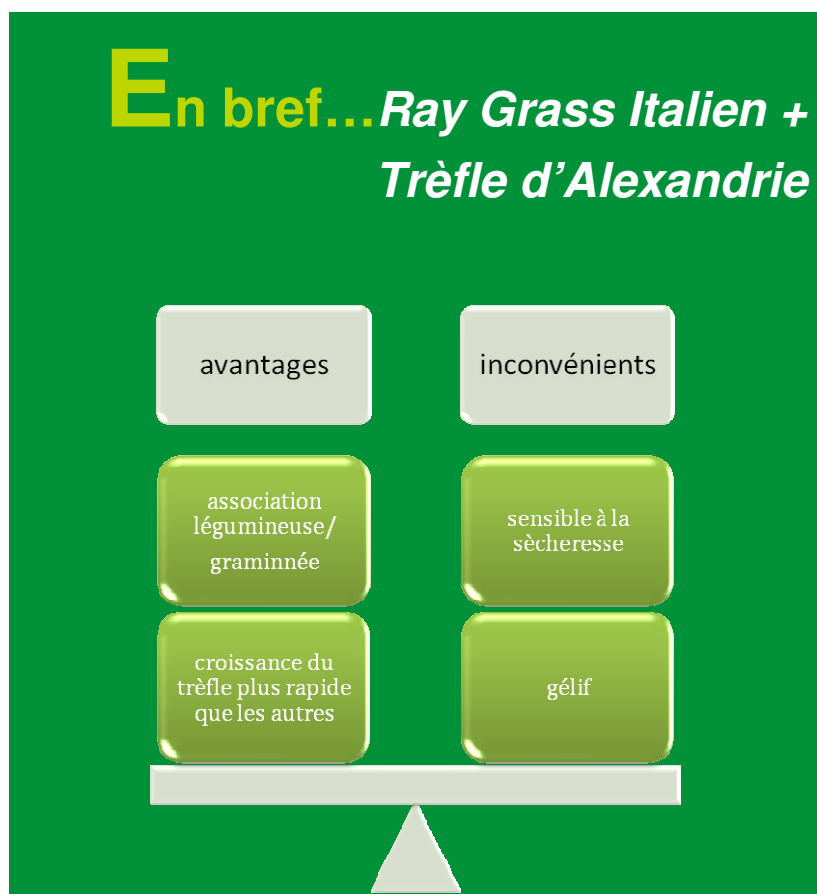 En bref...Ray Grass Italien +
Trèfle d’Alexandrie
avantages
inconvénients
association
légumineuse/
graminnée
sensible à la
sècheresse
croissance du
trèfle plus rapide
que les autres
gélif